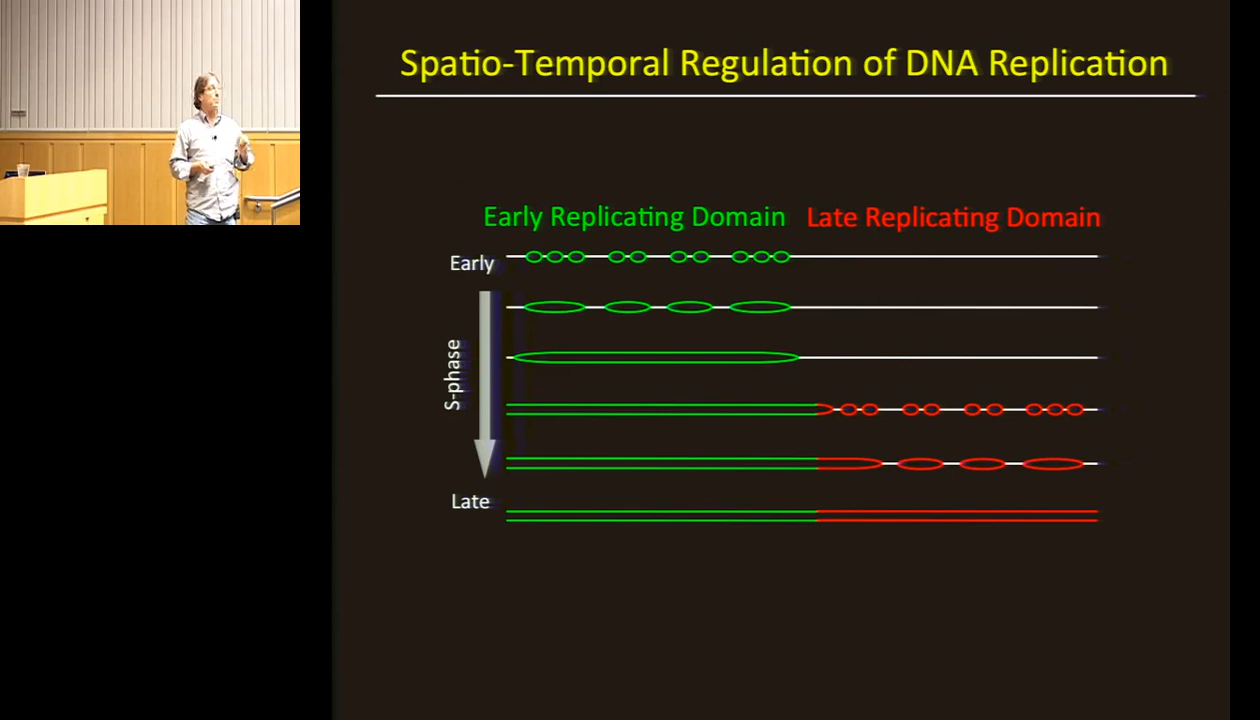 Spatio-Temporal Regulation of DNA Replication
Early Replicating Domain Late Replicating Domain
Early
S-phase
Late